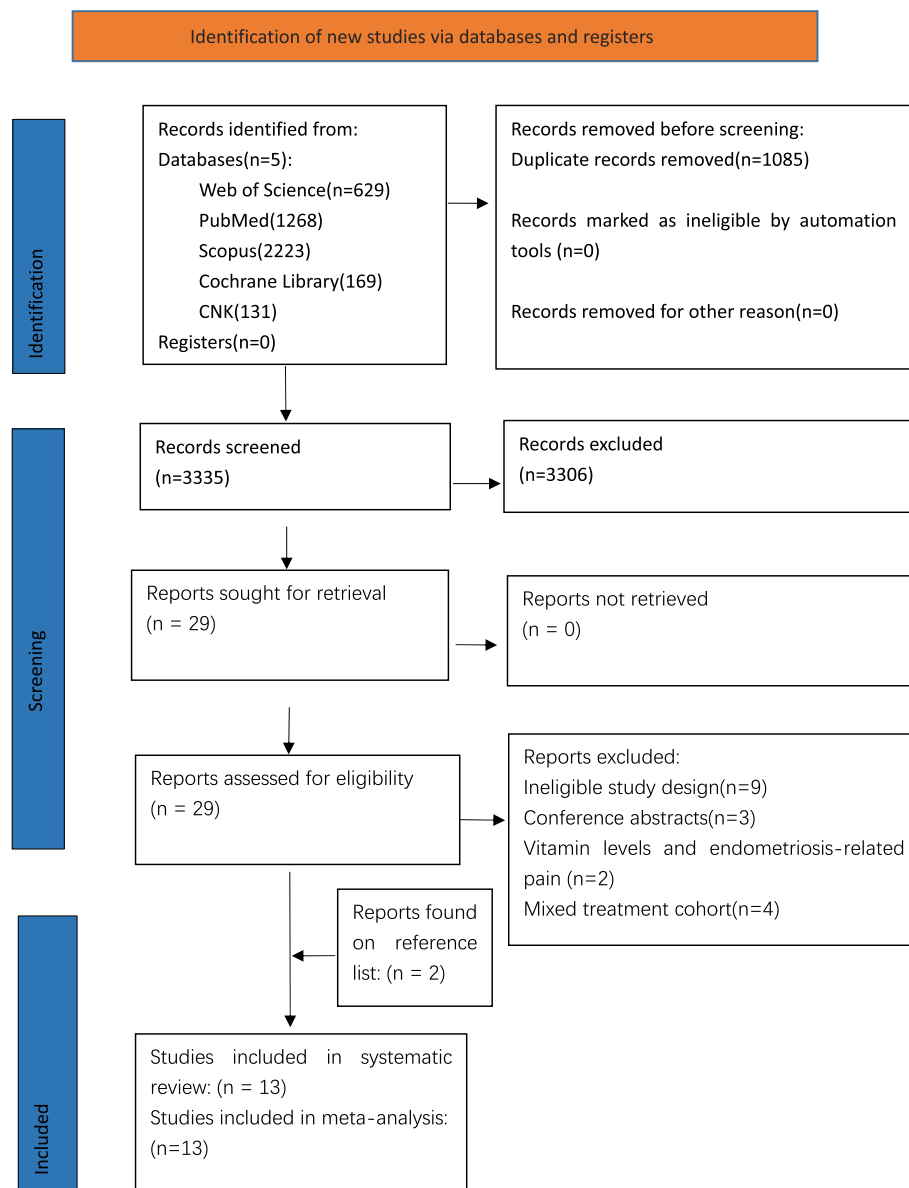 Identification of new studies via databases and registers
Identification
Records identified from:
Databases(n=5):
Web of Science(n=629)
PubMed(1268)
Scopus(2223)
Cochrane Library(169)
CNK(131)
Registers(n=0)
Records removed before screening:
Duplicate records removed(n=1085)
Records marked as ineligible by automation
tools (n=0)
Records removed for other reason(n=0)
Screening
Records screened
(n=3335)
Records excluded
(n=3306)
Reports sought for retrieval
(n = 29)
Reports not retrieved
(n = 0)
Reports assessed for eligibility
(n = 29)
Reports excluded:
Ineligible study design(n=9)
Conference abstracts(n=3)
Vitamin levels and endometriosis-related
pain (n=2)
Mixed treatment cohort(n=4)
Reports found
on reference
list: (n = 2)
Included
Studies included in systematic
review: (n = 13)
Studies included in meta-analysis:
(n=13)